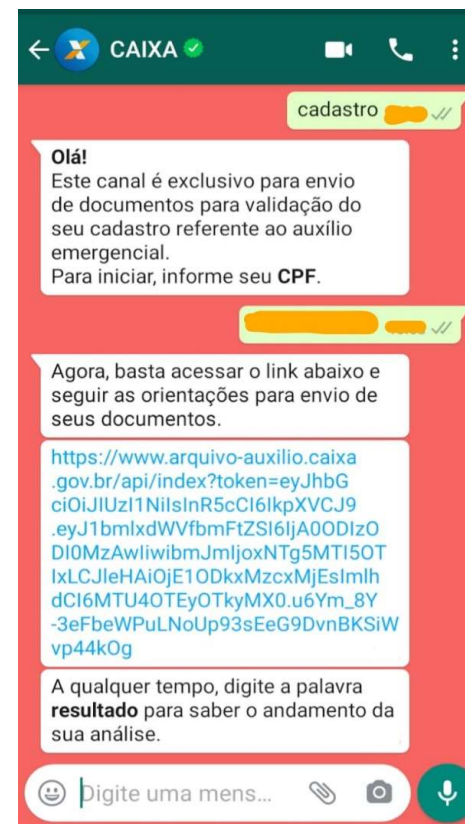 CAIXA
cadastro
Olá!
Este canal é exclusivo para envio
de documentos para validação do
seu cadastro referente ao auxílio
emergencial.
Para iniciar, informe seu CPF.
Agora, basta acessar o link abaixo e
seguir as orientações para envio de
seus documentos.
https://www.arquivo-auxilio.caixa
.gov.br/api/index?token=eyJhbG
ciOiJIUzI1NiIsInR5cCI6IkpXVCJ9
.eyJ1bmlxdWVfbmFtZSI6IjA0ODIzO
DI0MzAwIiwibmJmIjoxNTg5MTI5OT
IxLCJleHAiOjE1ODkxMzcxMjEsImlh
dCI6MTU4OTEyOTkyMX0.u6Ym_8Y
-3eFbeWPuLNoUp93sEeG9DvnBKSiW
vp44kOg
A qualquer tempo, digite a palavra
resultado para saber o andamento da
sua análise.
Digite uma mens...